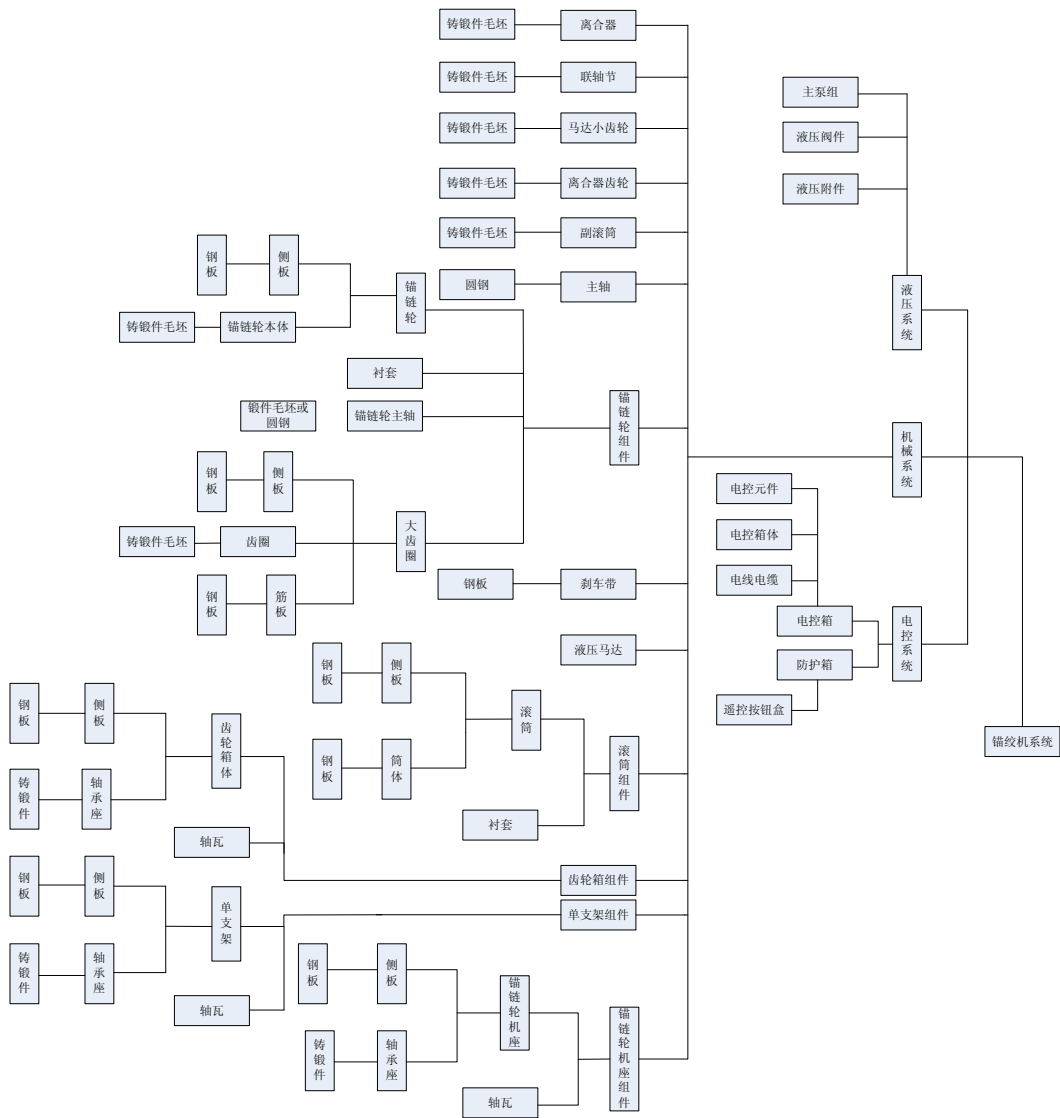 铸锻件毛坯
离合器
铸锻件毛坯
联轴节
主泵组
铸锻件毛坯
马达小齿轮
液压阀件
铸锻件毛坯
离合器齿轮
液压附件
铸锻件毛坯
副滚筒
钢板
侧板
圆钢
主轴
锚链轮
液压系统
铸锻件毛坯
锚链轮本体
衬套
锻件毛坯或
圆钢
锚链轮主轴
锚链轮组件
机械系统
钢板
侧板
电控元件
铸锻件毛坯
齿圈
大齿圈
电控箱体
钢板
刹车带
电线电缆
钢板
筋板
电控箱
电控系统
液压马达
防护箱
钢板
侧板
钢板
侧板
滚筒
遥控按钮盒
齿轮箱体
锚绞机系统
钢板
筒体
滚筒组件
铸锻件
轴承座
衬套
轴瓦
齿轮箱组件
钢板
侧板
单支架
单支架组件
铸锻件
轴承座
钢板
侧板
锚链轮机座
轴瓦
铸锻件
轴承座
锚链轮机座组件
轴瓦